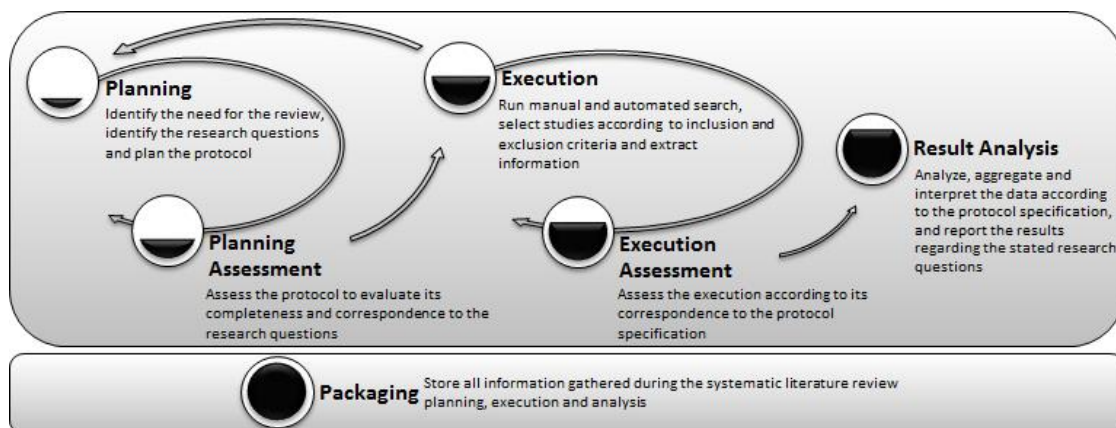 Planning
Identify the need for the review,
identify the research questions
and plan the protocol
Planning
Assessment
Assess the protocol to evaluate its
completeness and correspondence to the
research questions
Execution
Run manual and automated search,
select studies according to inclusion and
exclusion criteria and extract
information
Execution
Assessment
Assess the execution according to its
correspondence to the protocol
specification
Result Analysis
Analyze, aggregate and
interpret the data according
to the protocol specification,
and report the results
regarding the stated research
questions
Packaging
Store all information gathered during the systematic literature review
planning, execution and analysis